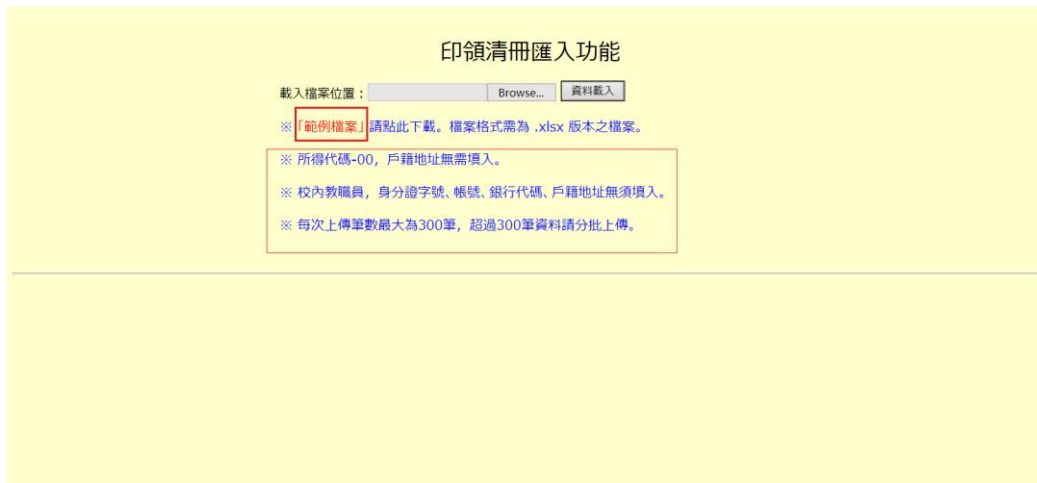 印領清冊匯入功能
載入檔案位置： Browse... 資料載入
※「範例檔案」請點此下載。檔案格式需為 .xlsx 版本之檔案。
※ 所得代碼-00，戶籍地址無需填入。
※ 校內教職員，身分證字號、帳號、銀行代碼、戶籍地址無須填入。
※ 每次上傳筆數最大為300筆，超過300筆資料請分批上傳。